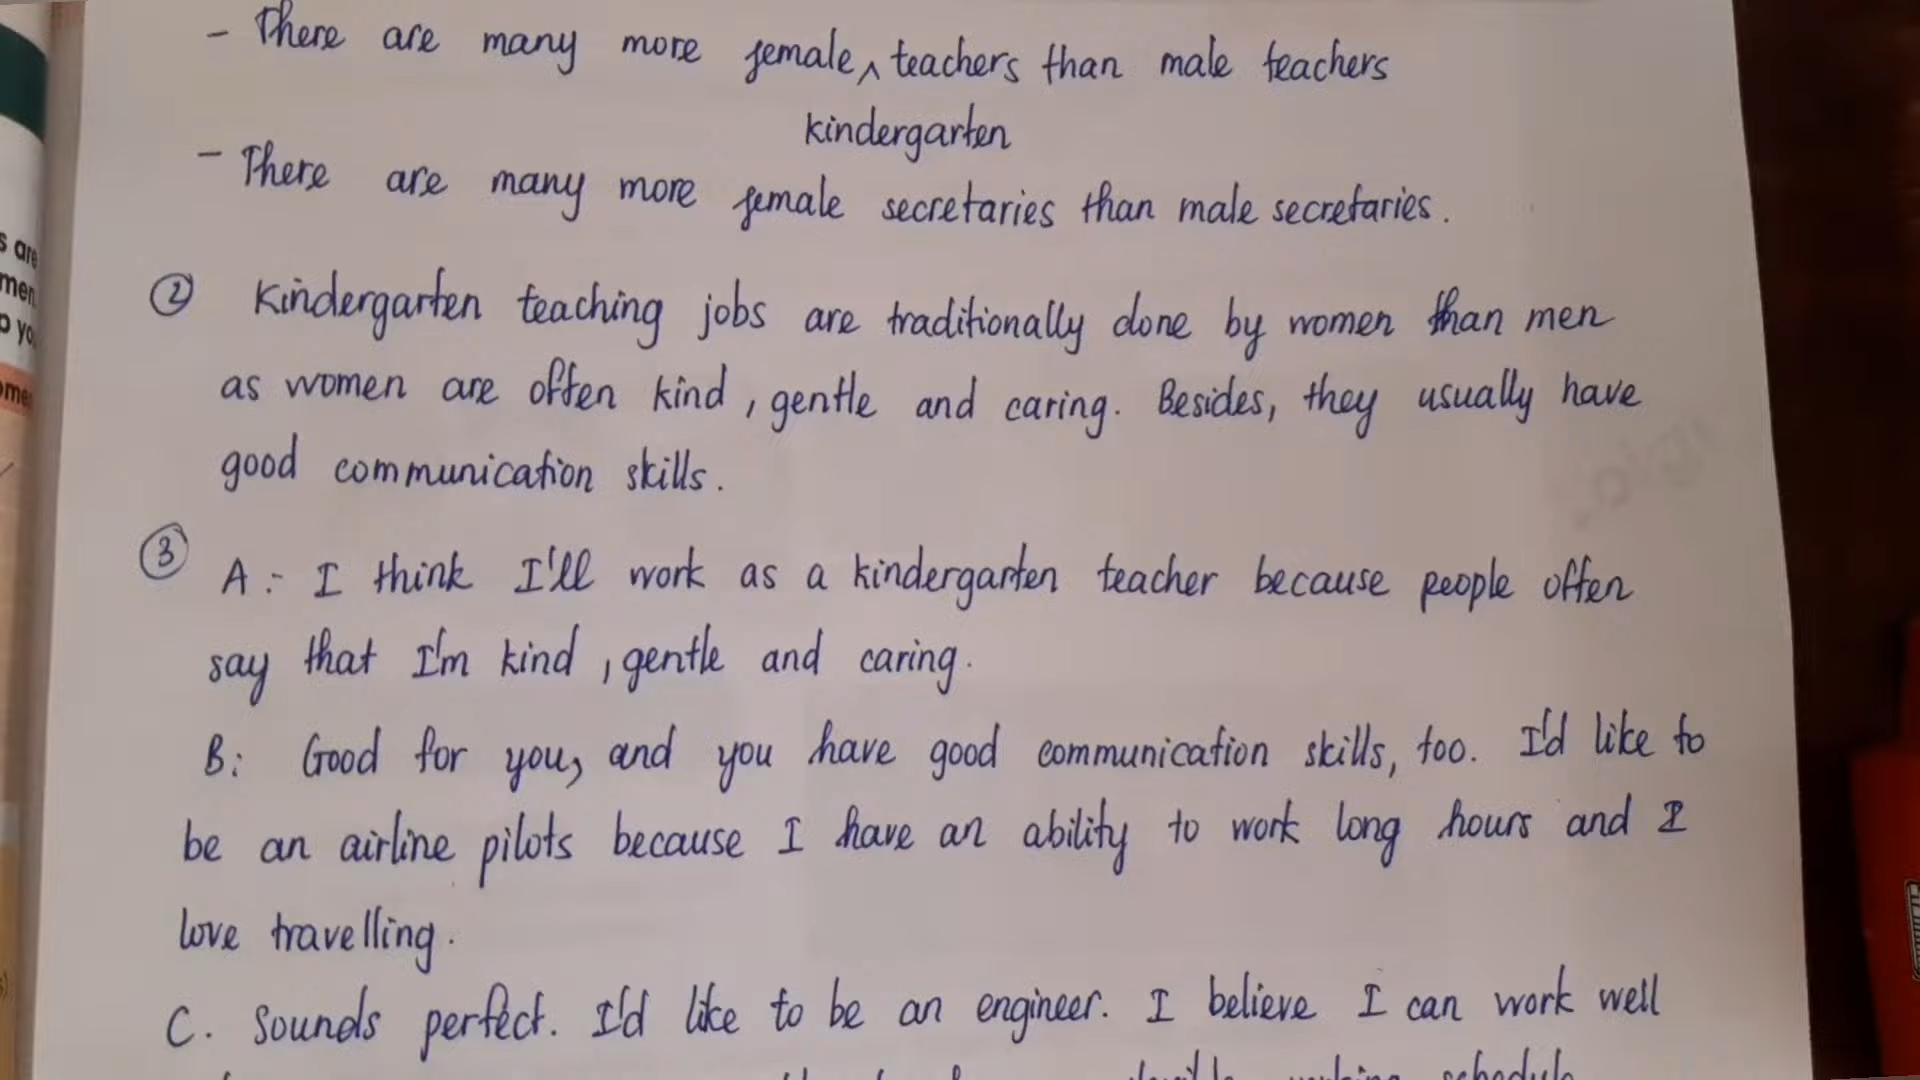 - There are many more female ^ teachers than male teachers
kindergarten
- There are many more female secretaries than male secretaries.
② Kindergarten teaching jobs are traditionally done by women than men
as women are often kind, gentle and caring. Besides, they usually have
good communication skills.
③ A: I think I'll work as a kindergarten teacher because people often
say that I'm kind, gentle and caring.
B: Good for you, and you have good communication skills, too. I'd like to
be an airline pilots because I have an ability to work long hours and I
love travelling.
C. Sounds perfect. I'd like to be an engineer. I believe I can work well
working schedule